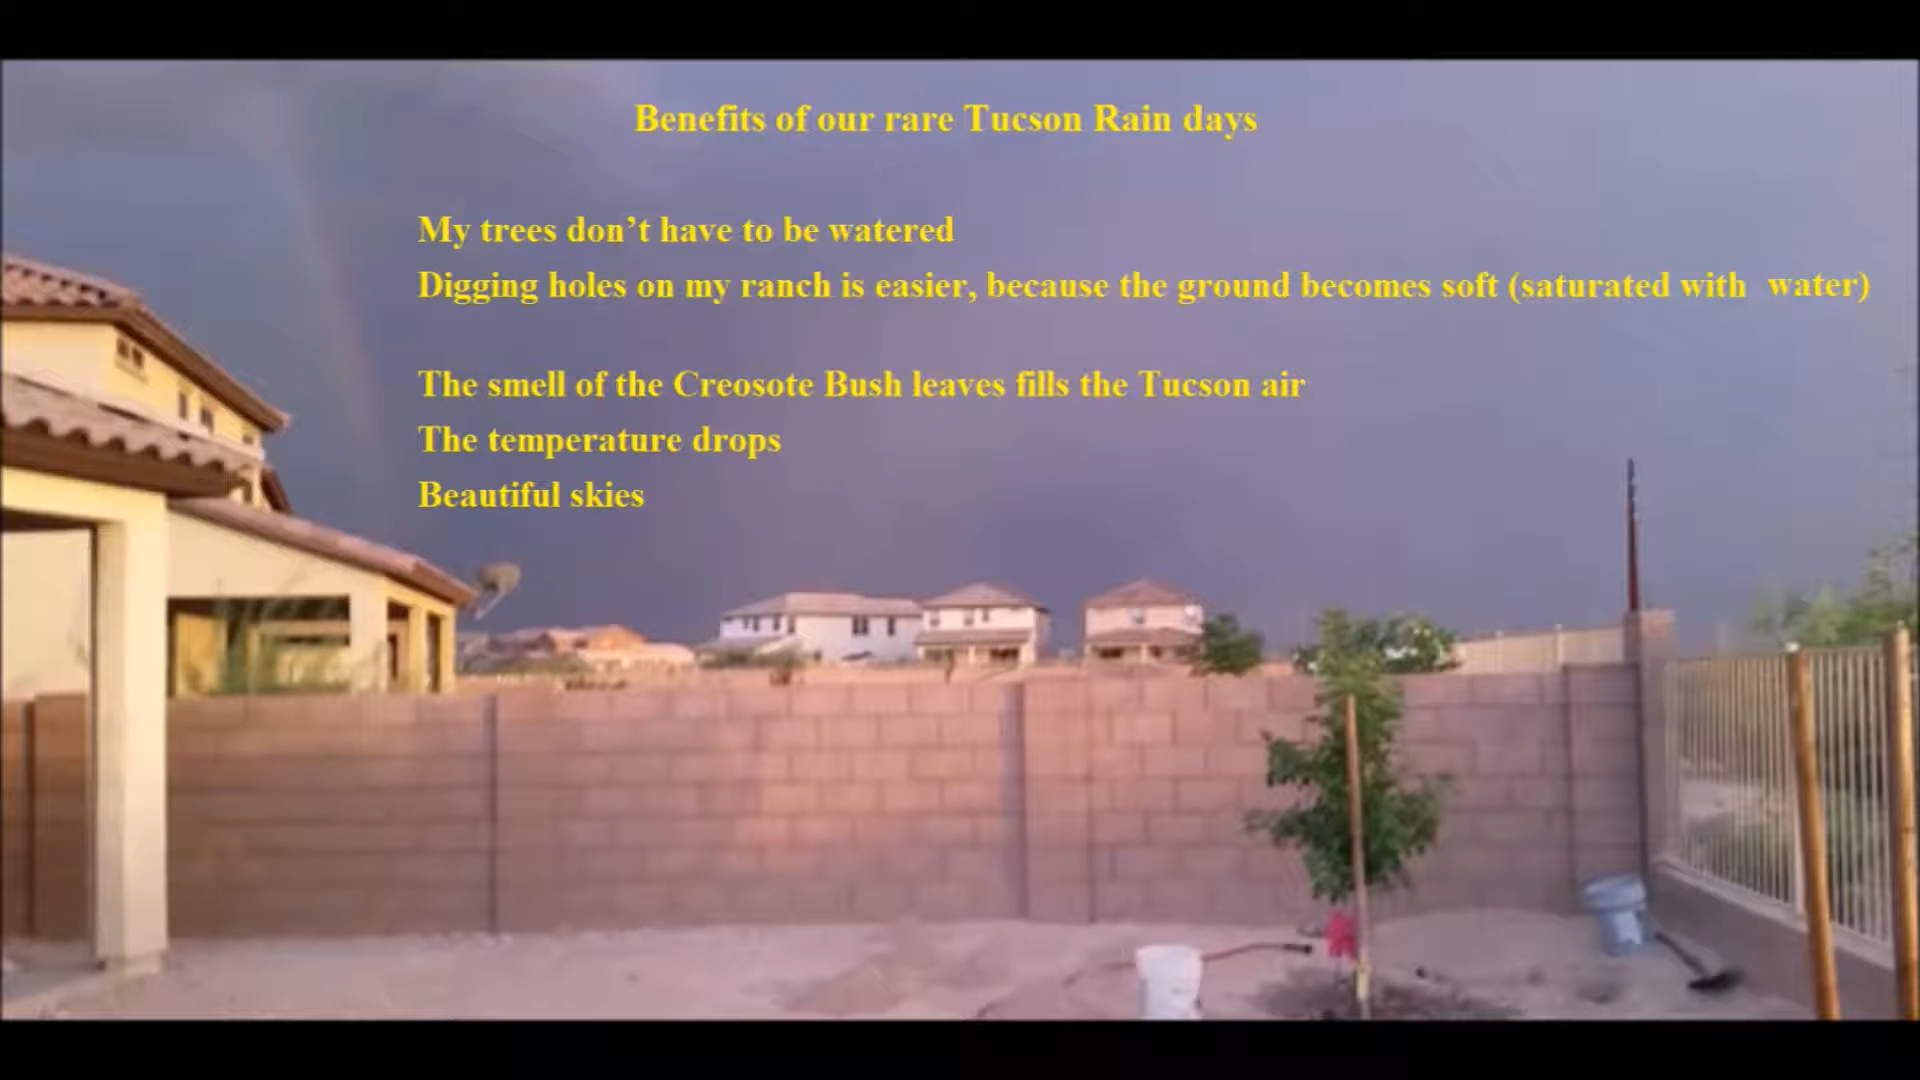 Benefits of our rare Tucson Rain days
My trees don’t have to be watered
Digging holes on my ranch is easier, because the ground becomes soft (saturated with  water)
The smell of the Creosote Bush leaves fills the Tucson air
The temperature drops
Beautiful skies